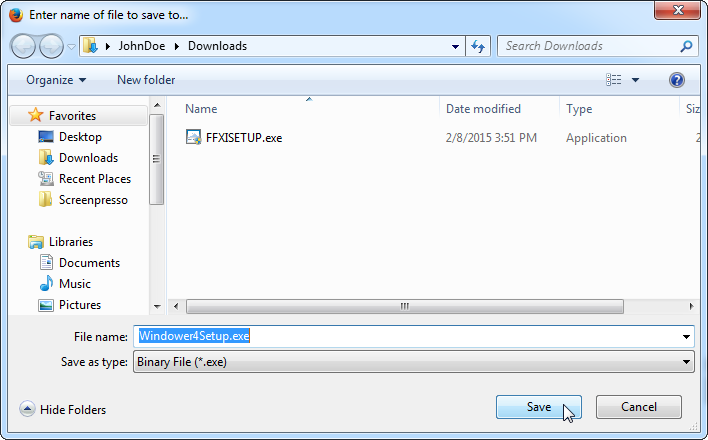 Enter name of file to save to...
JohnDoe Downloads
Search Downloads
Organize New folder
Favorites
Desktop
Downloads
Recent Places
Screenpresso
Libraries
Documents
Music
Pictures
Name Date modified Type
FFXISETUP.exe 2/8/2015 3:51 PM Application 2
File name: Windower4Setup.exe
Save as type: Binary File (*.exe)
Hide Folders Save Cancel